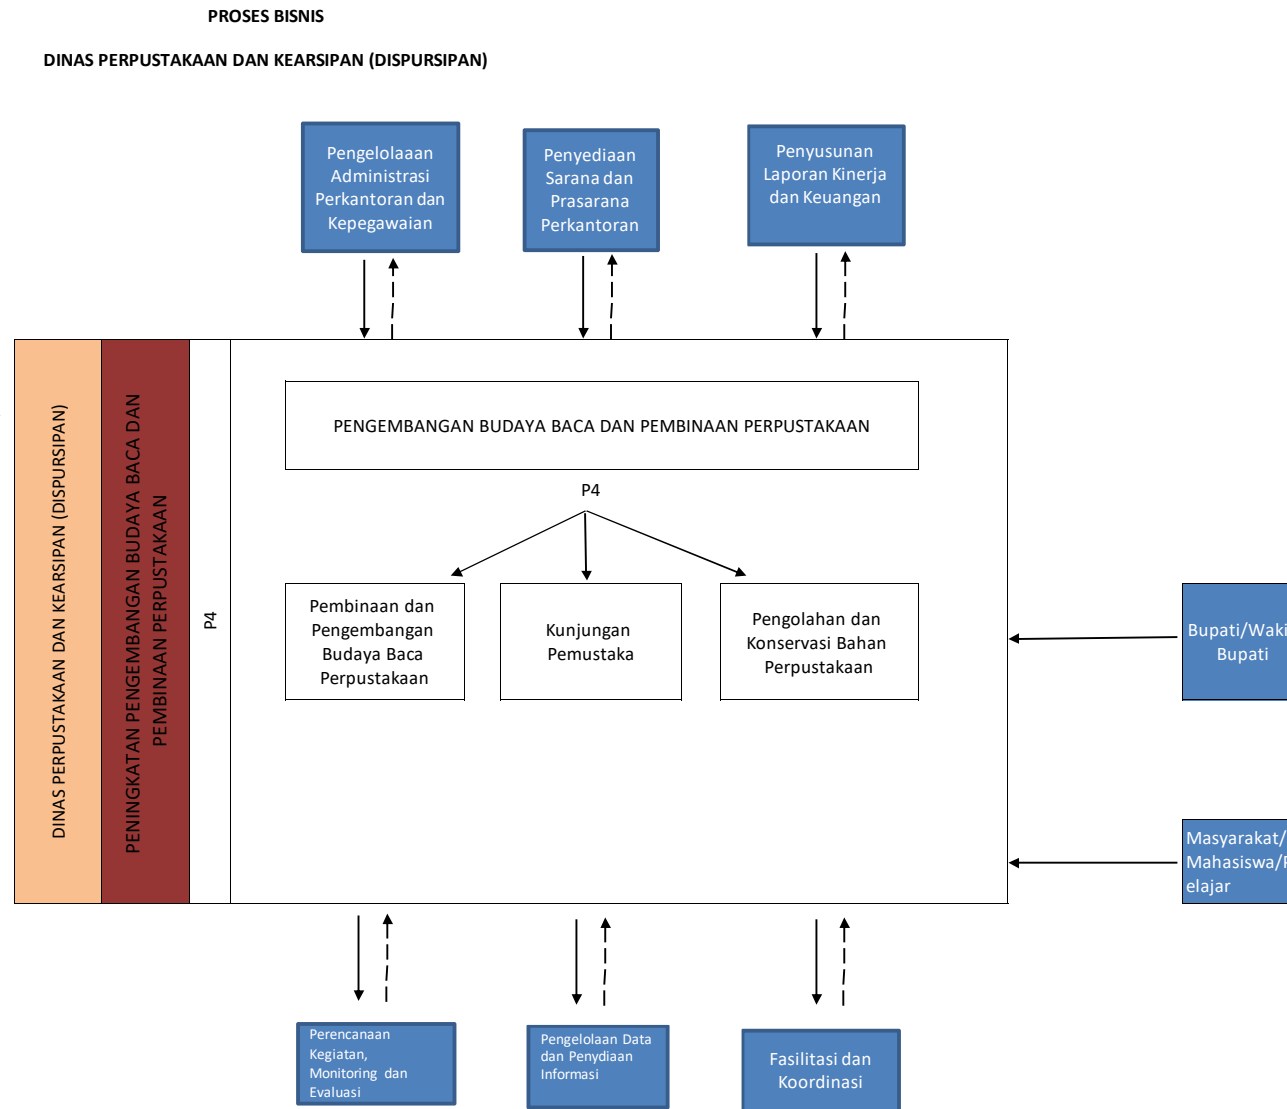 PROSES BISNIS
DINAS PERPUSTAKAAN DAN KEARSIPAN (DISPURSIPAN)
Pengelolaaan
Administrasi
Perkantoran dan
Kepegawaian
Penyediaan
Sarana dan
Prasarana
Perkantoran
Penyusunan
Laporan Kinerja
dan Keuangan
DINAS PERPUSTAKAAN DAN KEARSIPAN (DISPURSIPAN)
PENINGKATAN PENGEMBANGAN BUDAYA BACA DAN
PEMBINAAN PERPUSTAKAAN
P4
PENGEMBANGAN BUDAYA BACA DAN PEMBINAAN PERPUSTAKAAN
P4
Pembinaan dan
Pengembangan
Budaya Baca
Perpustakaan
Kunjungan
Pemustaka
Pengolahan dan
Konservasi Bahan
Perpustakaan
Bupati/Waki
Bupati
Masyarakat/
Mahasiswa/P
elajar
Perencanaan
Kegiatan,
Monitoring dan
Evaluasi
Pengelolaan Data
dan Penydiaan
Informasi
Fasilitasi dan
Koordinasi